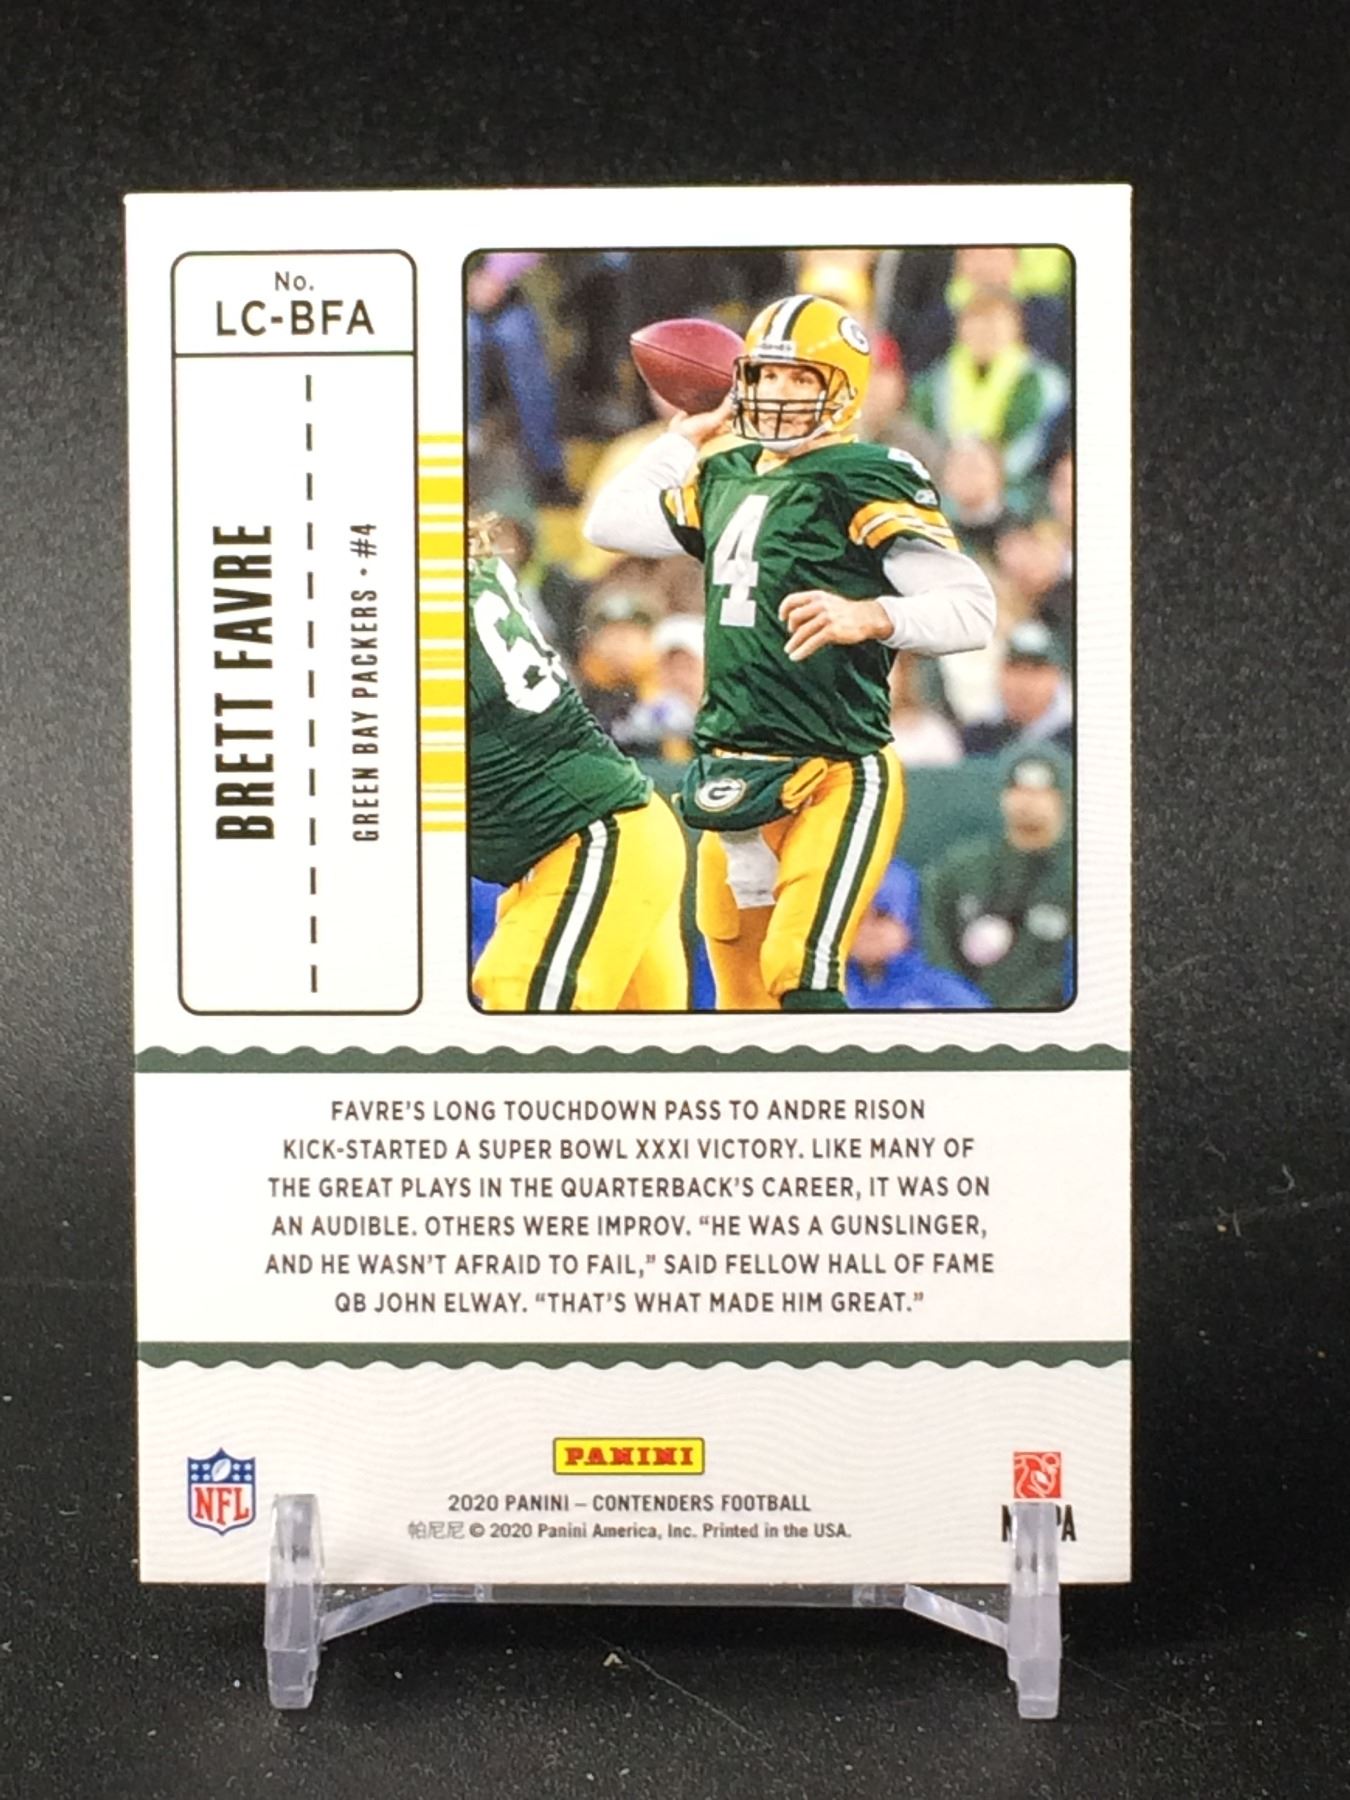 No.
LC-BFA
BRETT FAVRE
GREEN BAY PACKERS • #4
4
FAVRE'S LONG TOUCHDOWN PASS TO ANDRE RISON
KICK-STARTED A SUPER BOWL XXXI VICTORY. LIKE MANY OF
THE GREAT PLAYS IN THE QUARTERBACK'S CAREER, IT WAS ON
AN AUDIBLE. OTHERS WERE IMPROV. “HE WAS A GUNSLINGER,
AND HE WASN'T AFRAID TO FAIL,” SAID FELLOW HALL OF FAME
QB JOHN ELWAY. “THAT'S WHAT MADE HIM GREAT.”
NFL
PANINI
2020 PANINI – CONTENDERS FOOTBALL
帕尼尼 © 2020 Panini America, Inc. Printed in the USA.